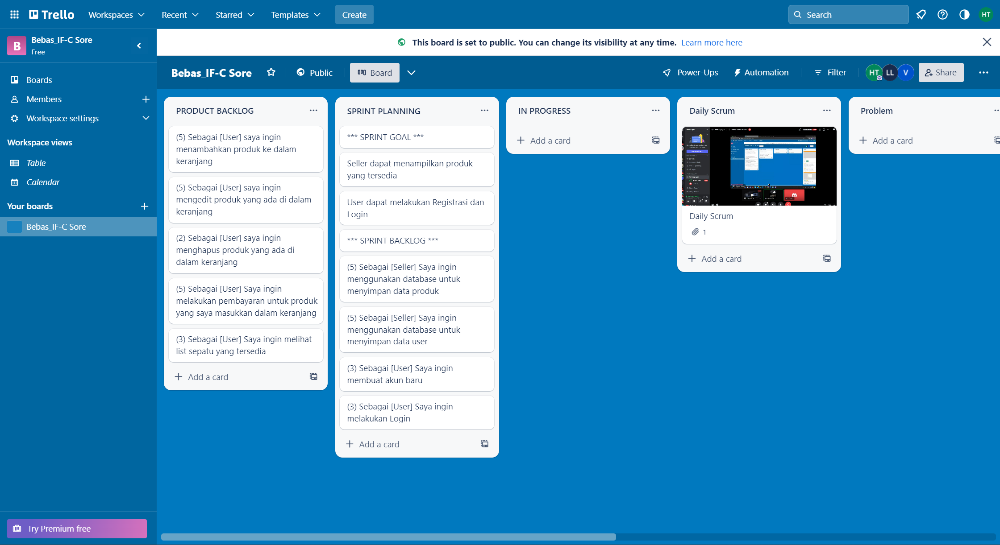 Trello
Workspaces
Recent
Starred
Templates
Create
Search
HT
B
Bebas_IF-C Sore
Free
Boards
Members
Workspace settings
Workspace views
Table
Calendar
Your boards
Bebas_IF-C Sore
Try Premium free
This board is set to public. You can change its visibility at any time. Learn more here
Bebas_IF-C Sore
Public
Board
Power-Ups
Automation
Filter
HT
LL
V
Share
PRODUCT BACKLOG
(5) Sebagai [User] saya ingin
menambahkan produk ke dalam
keranjang
(5) Sebagai [User] saya ingin
mengedit produk yang ada di dalam
keranjang
(2) Sebagai [User] saya ingin
menghapus produk yang ada di
dalam keranjang
(5) Sebagai [User] Saya ingin
melakukan pembayaran untuk produk
yang saya masukkan dalam keranjang
(3) Sebagai [User] Saya ingin melihat
list sepatu yang tersedia
Add a card
SPRINT PLANNING
*** SPRINT GOAL ***
Seller dapat menampilkan produk
yang tersedia
User dapat melakukan Registrasi dan
Login
*** SPRINT BACKLOG ***
(5) Sebagai [Seller] Saya ingin
menggunakan database untuk
menyimpan data produk
(5) Sebagai [Seller] Saya ingin
menggunakan database untuk
menyimpan data user
(3) Sebagai [User] Saya ingin
membuat akun baru
(3) Sebagai [User] Saya ingin
melakukan Login
Add a card
IN PROGRESS
Add a card
Daily Scrum
Daily Scrum
1
Add a card
Problem
Add a card